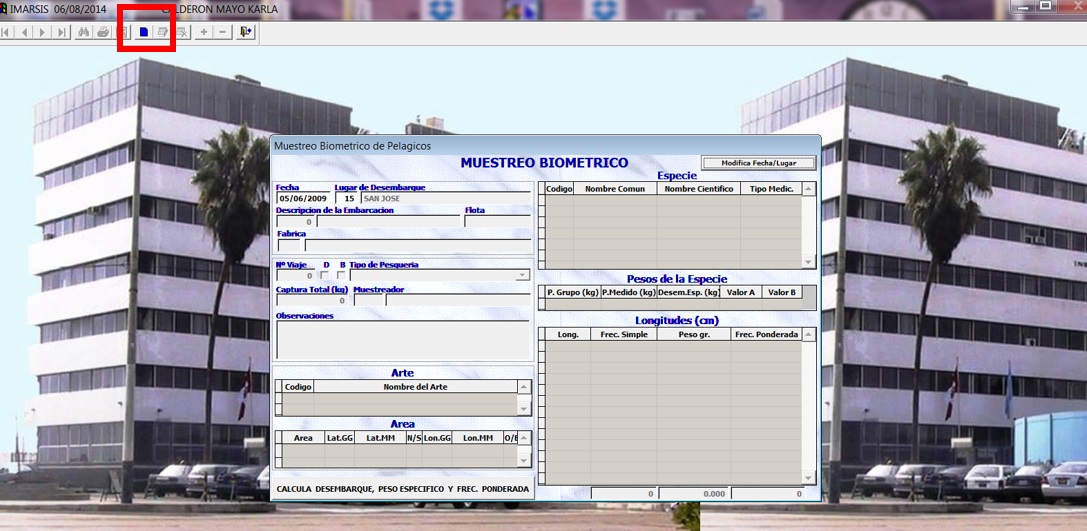 IMARSIS 06/08/2014 CALDERON MAYO KARLA
Muestreo Biometrico de Pelagicos
MUESTREO BIOMETRICO
Modifica Fecha/Lugar
Fecha Lugar de Desembarque
05/06/2009 15 SAN JOSE
Descripcion de la Embarcacion Flota
0
Fabrica
Nº Viaje D B Tipo de Pesqueria
0
Captura Total (kg) Muestreador
0
Observaciones
Arte
Codigo Nombre del Arte
Area
Area Lat.GG Lat.MM N/S Lon.GG Lon.MM O/E
CALCULA DESEMBARQUE, PESO ESPECIFICO Y FREC. PONDERADA
Especie
Codigo Nombre Comun Nombre Cientifico Tipo Medic.
Pesos de la Especie
P. Grupo (kg) P.Medido (kg) Desem.Esp. (kg) Valor A Valor B
Longitudes (cm)
Long. Frec. Simple Peso gr. Frec. Ponderada
0 0.000 0